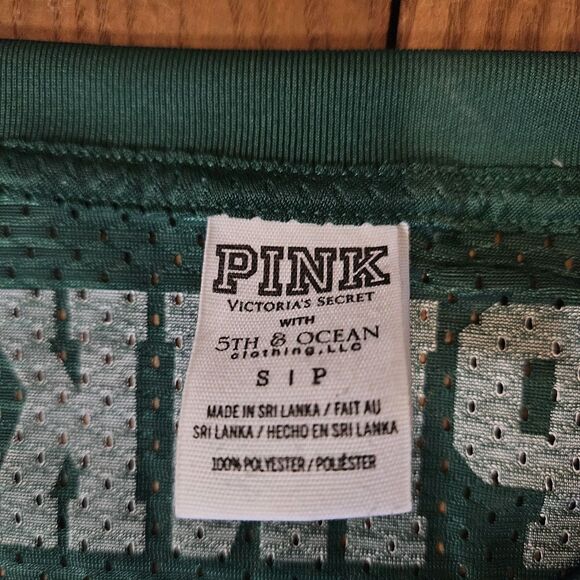 PINK
VICTORIA'S SECRET
WITH
5TH & OCEAN
clothing, LLC
S | P
MADE IN SRI LANKA / FAIT AU
SRI LANKA / HECHO EN SRI LANKA
100% POLYESTER / POLIÉSTER